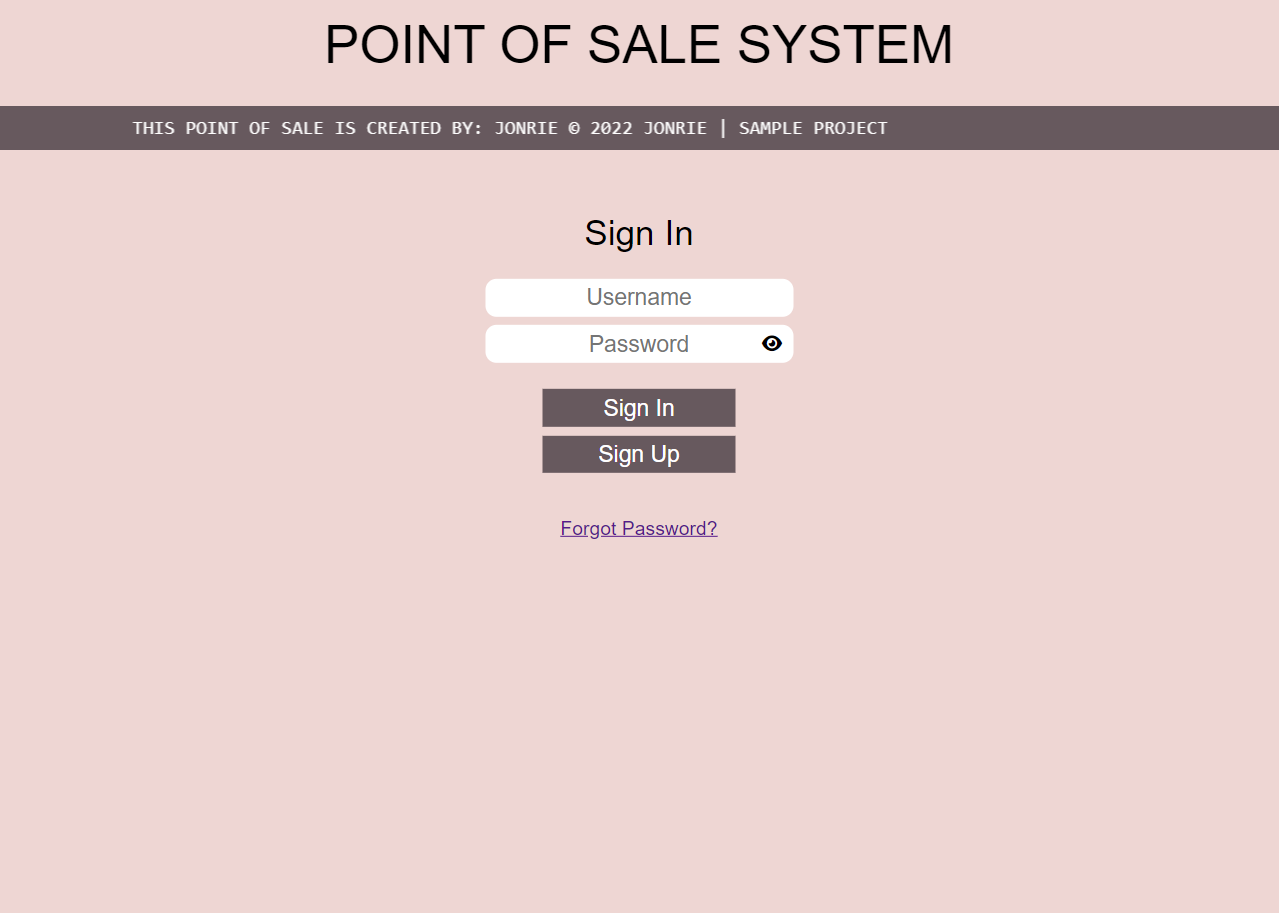 POINT OF SALE SYSTEM
THIS POINT OF SALE IS CREATED BY: JONRIE © 2022 JONRIE | SAMPLE PROJECT
Sign In
Username
Password
Sign In
Sign Up
Forgot Password?